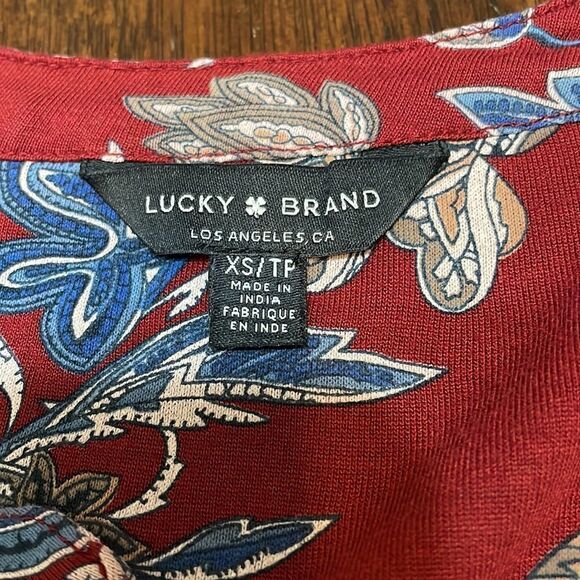 LUCKY BRAND
LOS ANGELES, CA
XS/TP
MADE IN
INDIA
FABRIQUE
EN INDE